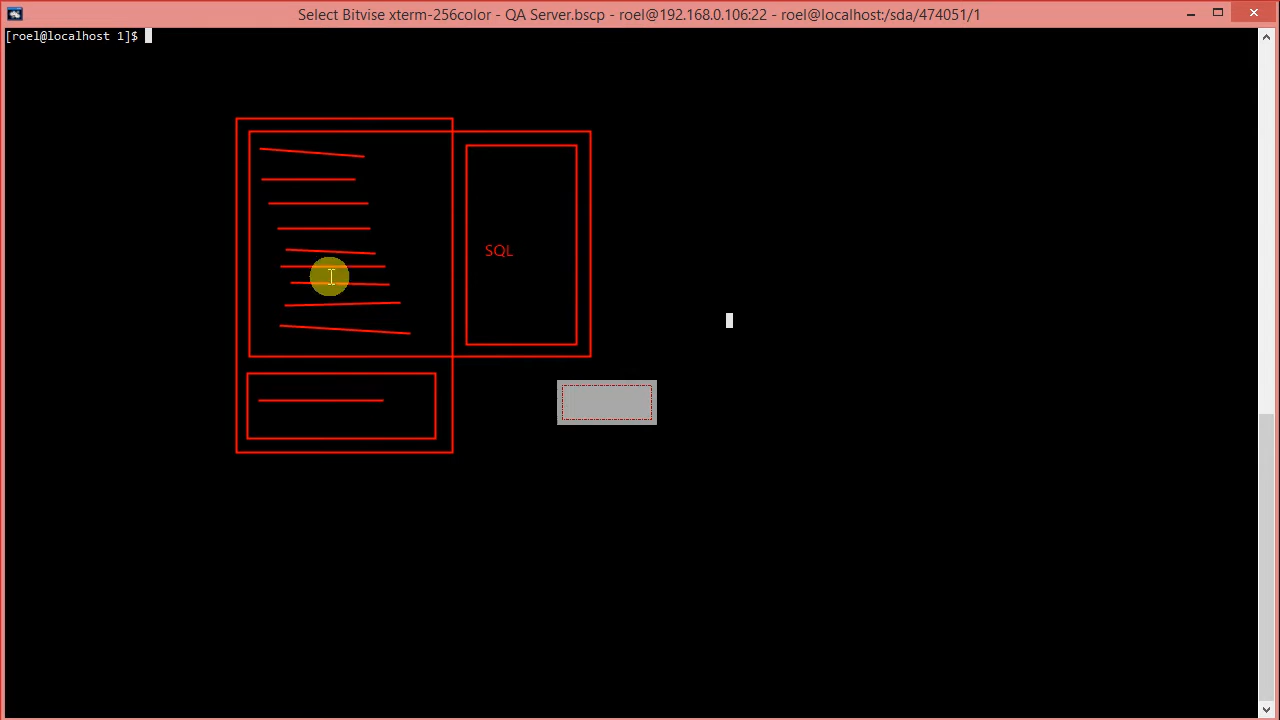 Select Bitvise xterm-256color - QA Server.bscp - roel@192.168.0.106:22 - roel@localhost:/sda/474051/1
[roel@localhost 1]$
SQL